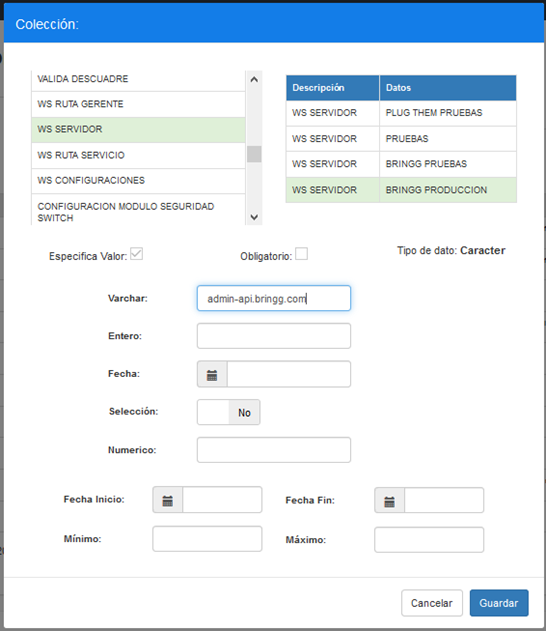 Colección:
VALIDA DESCUADRE
WS RUTA GERENTE
WS SERVIDOR
WS RUTA SERVICIO
WS CONFIGURACIONES
CONFIGURACION MODULO SEGURIDAD
SWITCH
Descripción Datos
WS SERVIDOR PLUG THEM PRUEBAS
WS SERVIDOR PRUEBAS
WS SERVIDOR BRINGG PRUEBAS
WS SERVIDOR BRINGG PRODUCCION
Especifica Valor: Obligatorio: Tipo de dato: Caracter
Varchar: admin-api.bringg.com
Entero:
Fecha:
Selección: No
Numerico:
Fecha Inicio: Fecha Fin:
Mínimo: Máximo:
Cancelar Guardar